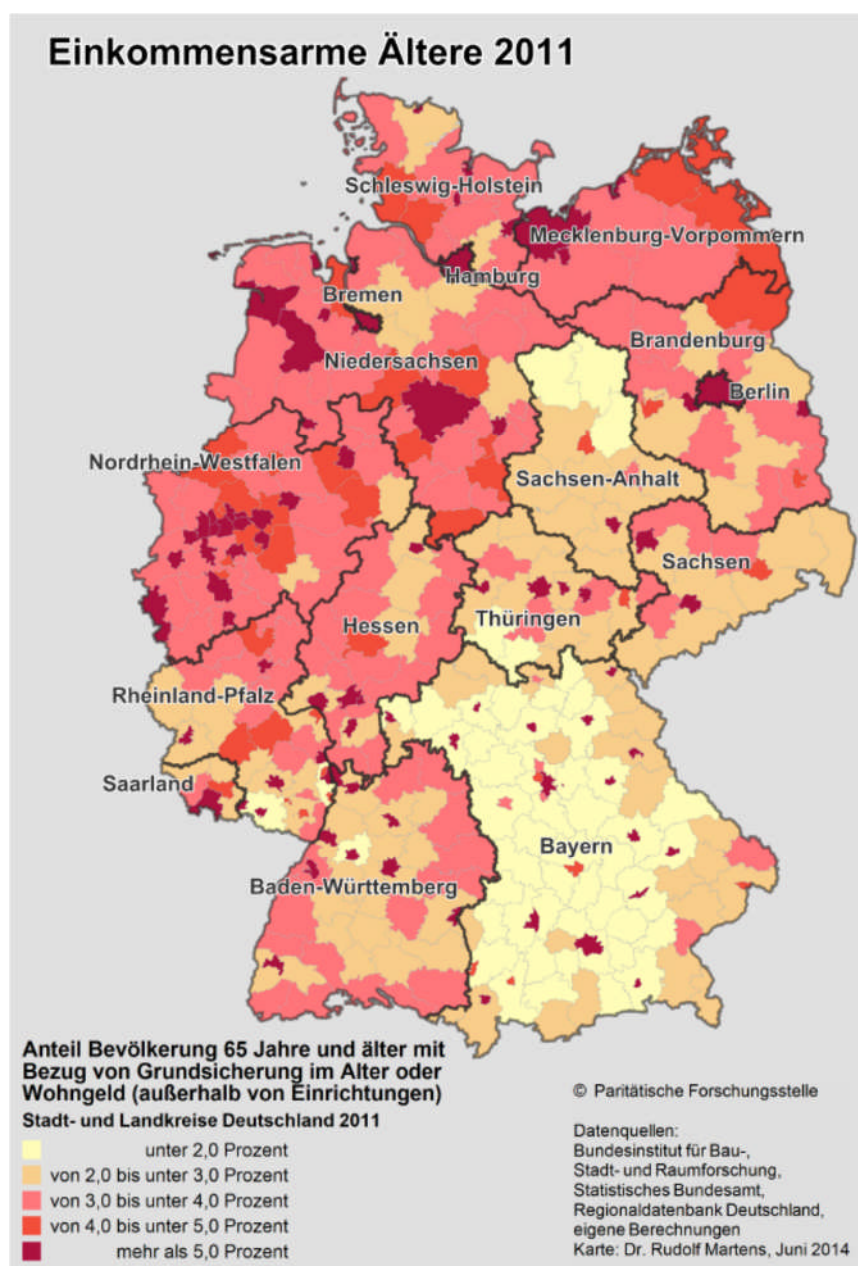 Einkommensarme Ältere 2011
Schleswig-Holstein
Mecklenburg-Vorpommern
Hamburg
Bremen
Brandenburg
Niedersachsen
Berlin
Nordrhein-Westfalen
Sachsen-Anhalt
Sachsen
Thüringen
Hessen
Rheinland-Pfalz
Saarland
Bayern
Baden-Württemberg
Anteil Bevölkerung 65 Jahre und älter mit
Bezug von Grundsicherung im Alter oder
Wohngeld (außerhalb von Einrichtungen)
Stadt- und Landkreise Deutschland 2011
unter 2,0 Prozent
von 2,0 bis unter 3,0 Prozent
von 3,0 bis unter 4,0 Prozent
von 4,0 bis unter 5,0 Prozent
mehr als 5,0 Prozent
© Paritätische Forschungsstelle
Datenquellen:
Bundesinstitut für Bau-,
Stadt- und Raumforschung,
Statistisches Bundesamt,
Regionaldatenbank Deutschland,
eigene Berechnungen
Karte: Dr. Rudolf Martens, Juni 2014